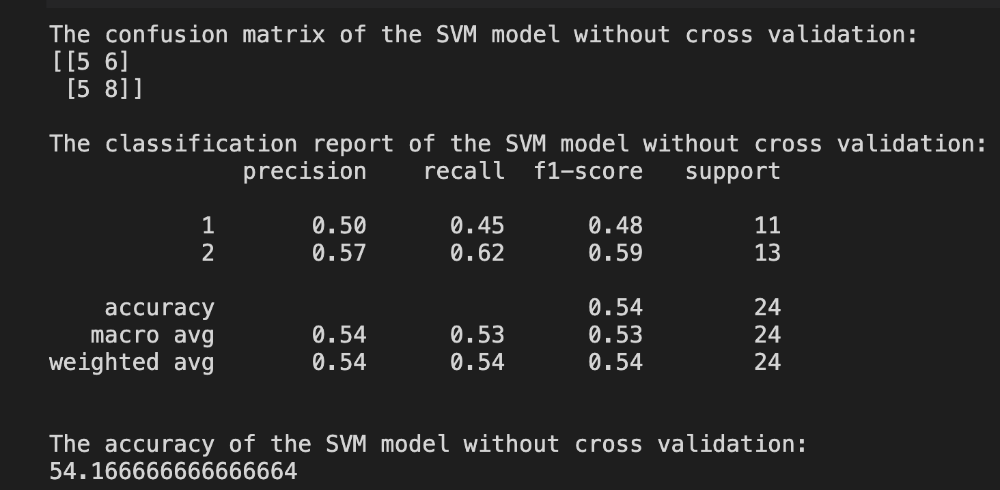 The confusion matrix of the SVM model without cross validation:
[[5 6]
 [5 8]]
The classification report of the SVM model without cross validation:
              precision    recall  f1-score   support
           1       0.50      0.45      0.48        11
           2       0.57      0.62      0.59        13
    accuracy                           0.54        24
   macro avg       0.54      0.53      0.53        24
weighted avg       0.54      0.54      0.54        24
The accuracy of the SVM model without cross validation:
54.166666666666664